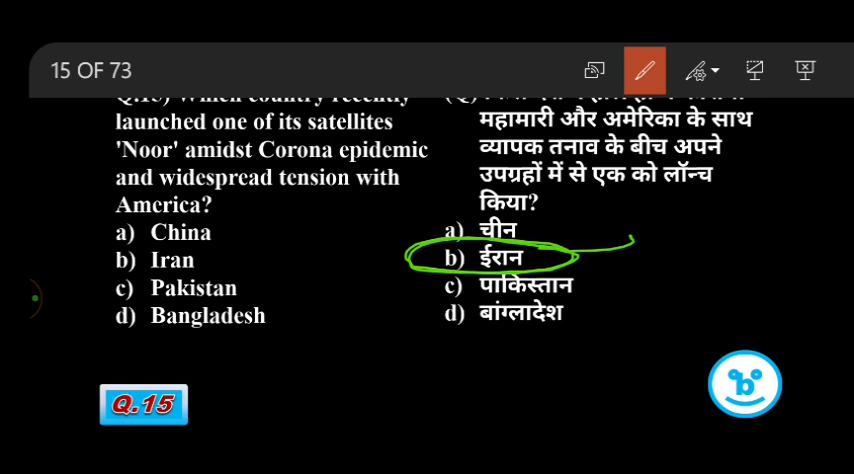 15 OF 73
launched one of its satellites
'Noor' amidst Corona epidemic
and widespread tension with
America?
a) China
b) Iran
c) Pakistan
d) Bangladesh
महामारी और अमेरिका के साथ
व्यापक तनाव के बीच अपने
उपग्रहों में से एक को लॉन्च
किया?
a) चीन
b) ईरान
c) पाकिस्तान
d) बांग्लादेश
Q.15
b